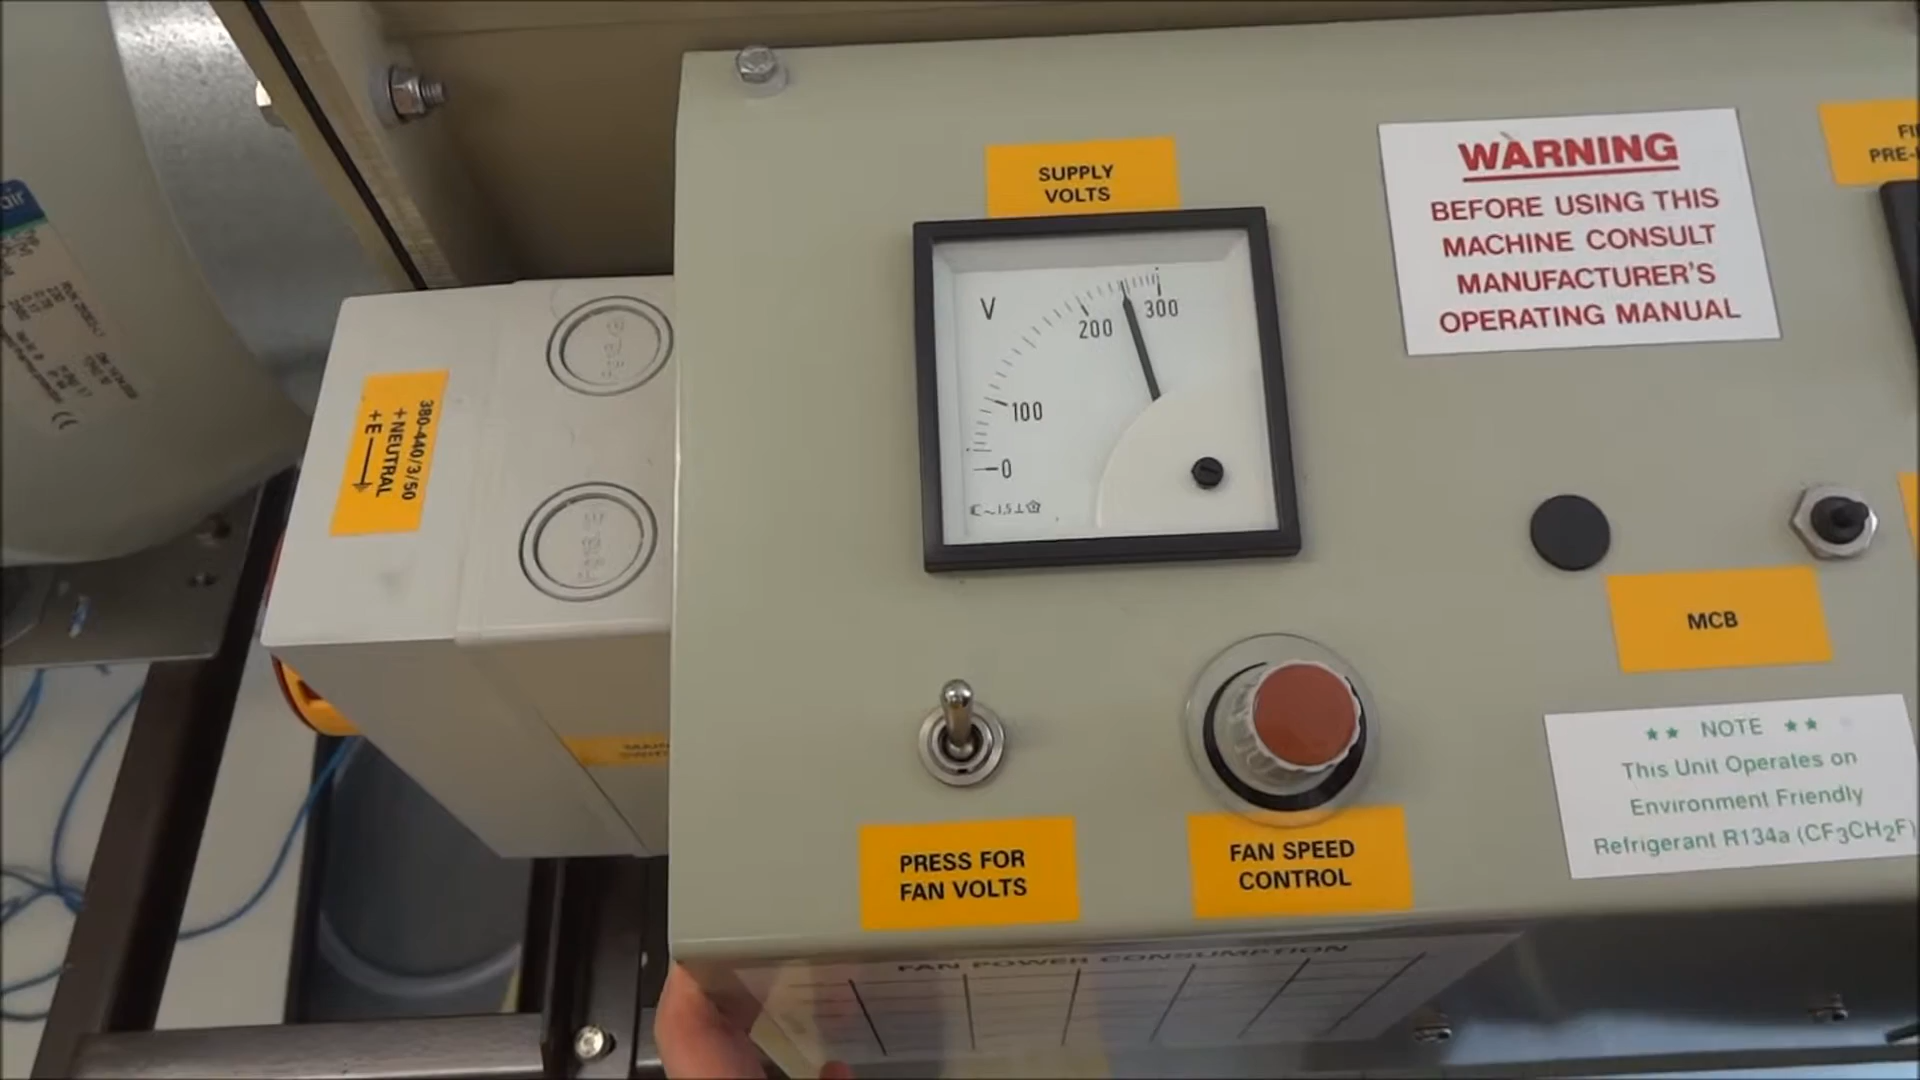 SUPPLY
VOLTS
V
0
100
200
300
WARNING
BEFORE USING THIS
MACHINE CONSULT
MANUFACTURER'S
OPERATING MANUAL
380-440/3/50
+ NEUTRAL
+ E
MCB
PRESS FOR
FAN VOLTS
FAN SPEED
CONTROL
★★ NOTE ★★
This Unit Operates on
Environment Friendly
Refrigerant R134a (CF3CH2F)
FAN POWER CONSUMPTION